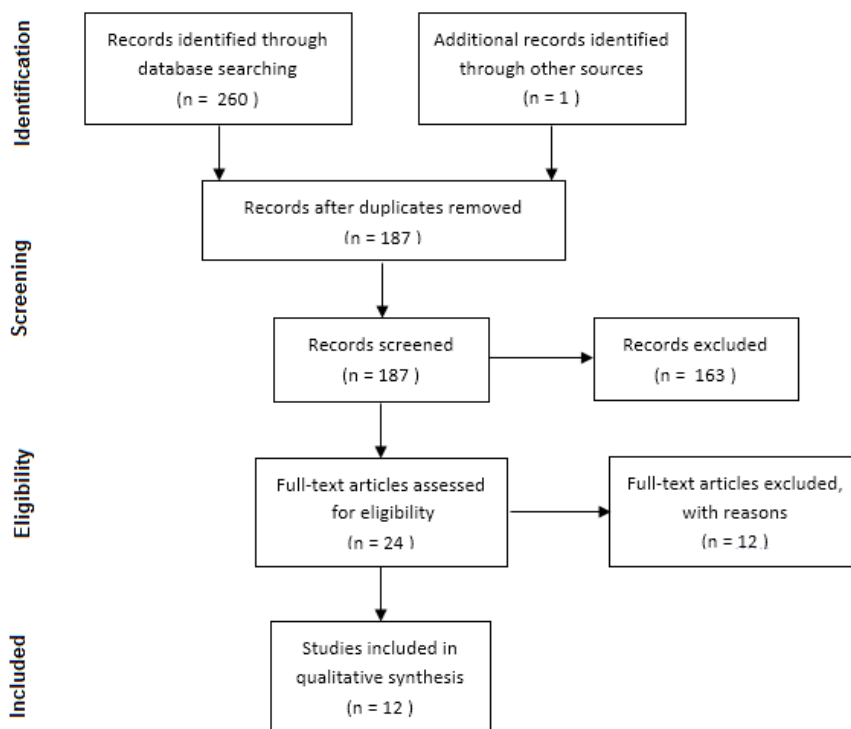 Identification
Records identified through
database searching
(n = 260 )
Additional records identified
through other sources
(n = 1 )
Records after duplicates removed
(n = 187 )
Screening
Records screened
(n = 187 )
Records excluded
(n = 163 )
Eligibility
Full-text articles assessed
for eligibility
(n = 24 )
Full-text articles excluded,
with reasons
(n = 12 )
Included
Studies included in
qualitative synthesis
(n = 12 )